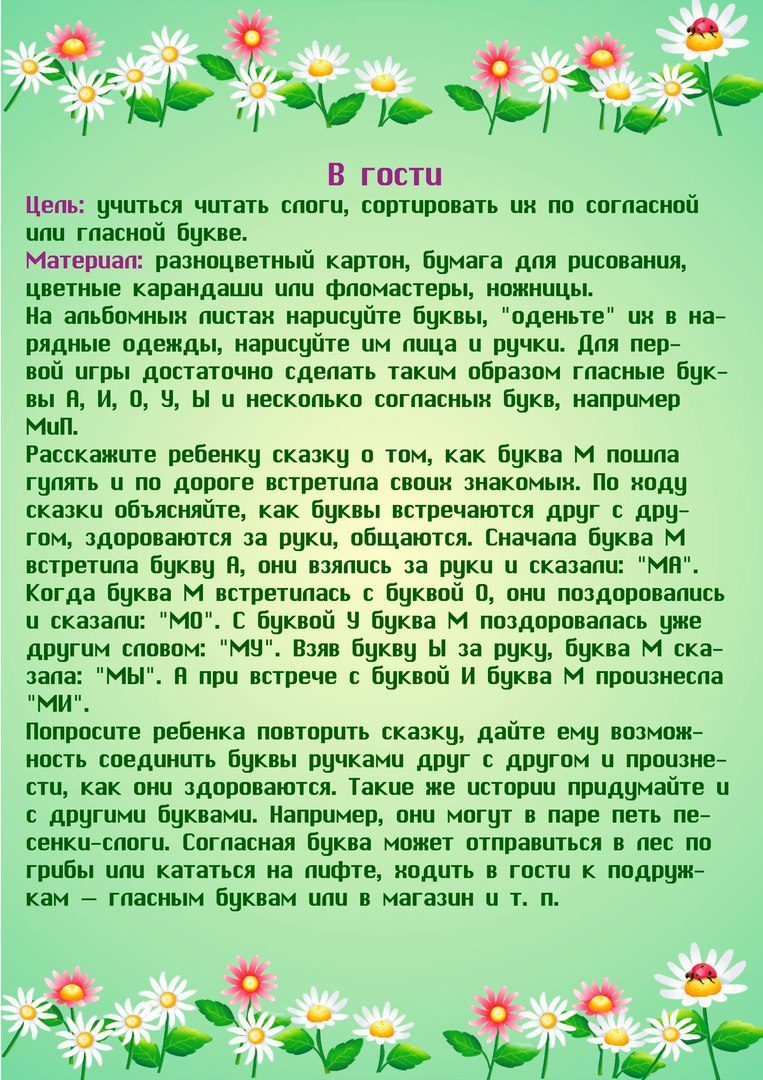 В гости
Цель: учиться читать слоги, сортировать их по согласной
или гласной букве.
Материал: разноцветный картон, бумага для рисования,
цветные карандаши или фломастеры, ножницы.
На альбомных листах нарисуйте буквы, "оденьте" их в на-
рядные одежды, нарисуйте им лица и ручки. Для пер-
вой игры достаточно сделать таким образом гласные бук-
вы А, И, О, У, Ы и несколько согласных букв, например
МиП.
Расскажите ребенку сказку о том, как буква М пошла
гулять и по дороге встретила своих знакомых. По ходу
сказки объясняйте, как буквы встречаются друг с дру-
гом, здороваются за руки, общаются. Сначала буква М
встретила букву А, они взялись за руки и сказали: "МА".
Когда буква М встретилась с буквой О, они поздоровались
и сказали: "МО". С буквой У буква М поздоровалась уже
другим словом: "МУ". Взяв букву Ы за руку, буква М ска-
зала: "МЫ". А при встрече с буквой И буква М произнесла
"МИ".
Попросите ребенка повторить сказку, дайте ему возмож-
ность соединить буквы ручками друг с другом и произне-
сти, как они здороваются. Такие же истории придумайте и
с другими буквами. Например, они могут в паре петь пе-
сенки-слоги. Согласная буква может отправиться в лес по
грибы или кататься на лифте, ходить в гости к подруж-
кам — гласным буквам или в магазин и т. п.